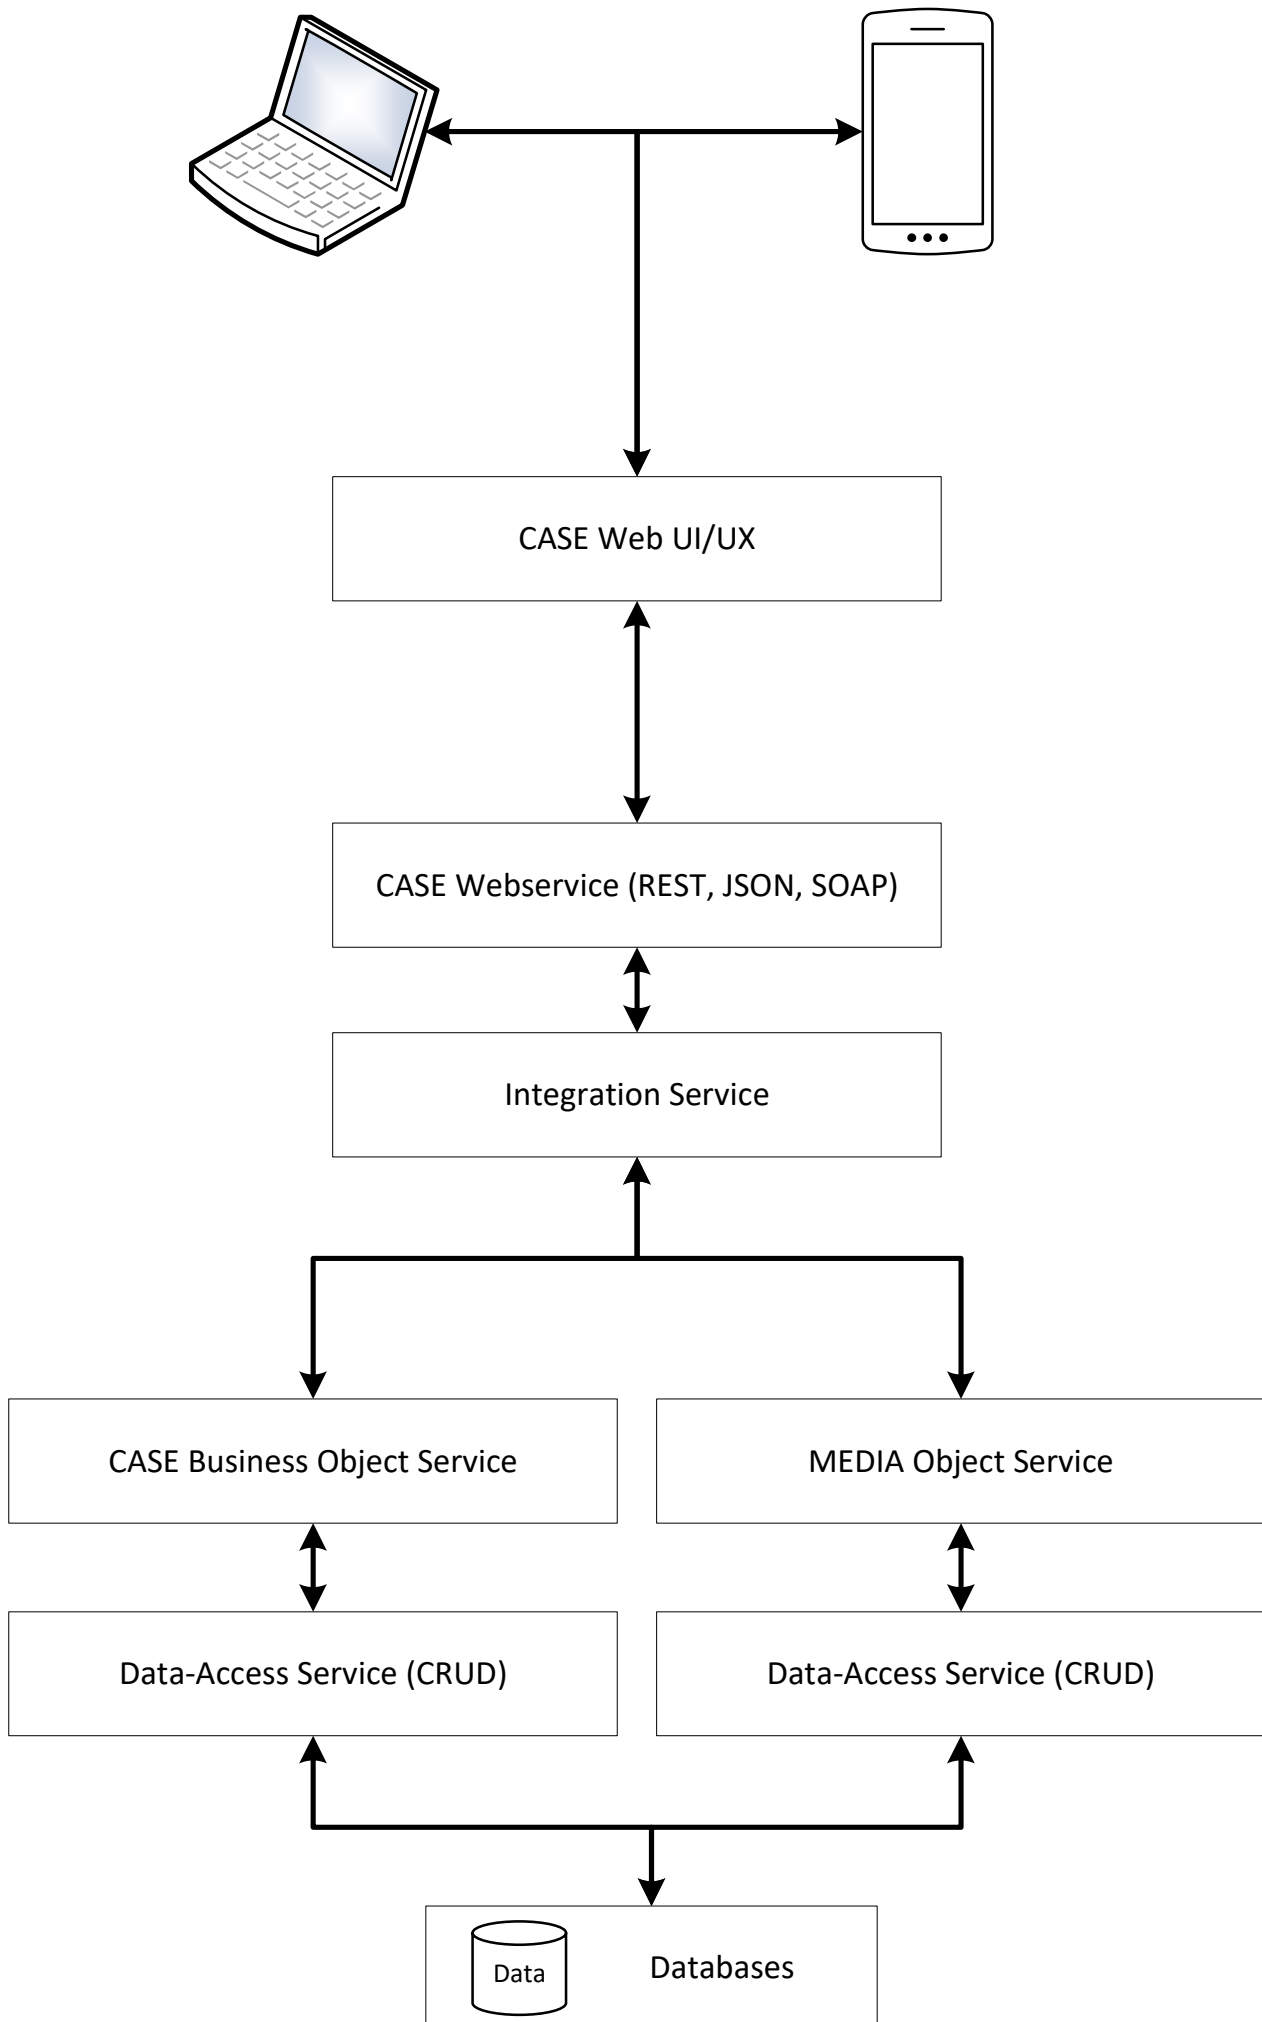 CASE Web UI/UX
CASE Webservice (REST, JSON, SOAP)
Integration Service
CASE Business Object Service
MEDIA Object Service
Data-Access Service (CRUD)
Data-Access Service (CRUD)
Data
Databases